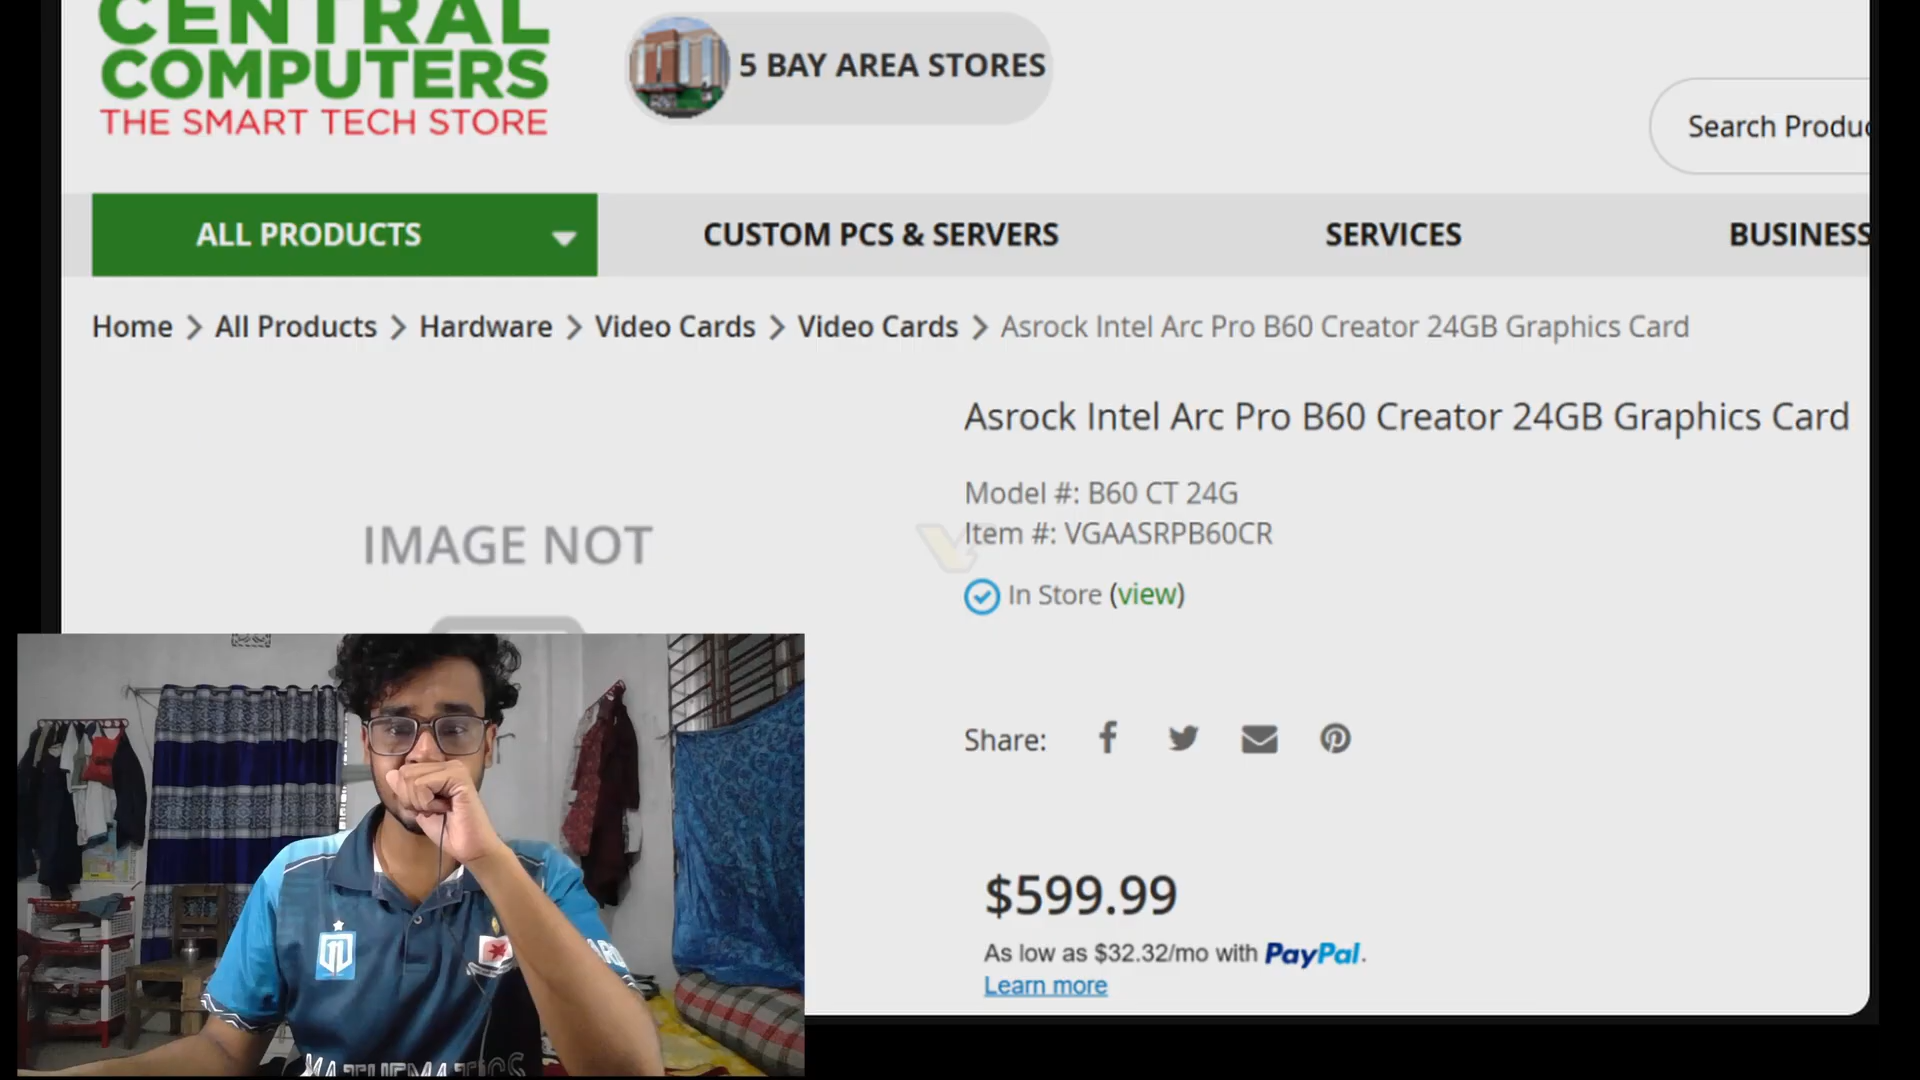 CENTRAL
COMPUTERS
THE SMART TECH STORE
5 BAY AREA STORES
Search Produc
ALL PRODUCTS
CUSTOM PCS & SERVERS
SERVICES
BUSINESS
Home > All Products > Hardware > Video Cards > Video Cards > Asrock Intel Arc Pro B60 Creator 24GB Graphics Card
Asrock Intel Arc Pro B60 Creator 24GB Graphics Card
Model #: B60 CT 24G
Item #: VGAASRPB60CR
IMAGE NOT
In Store (view)
Share:
$599.99
As low as $32.32/mo with PayPal.
Learn more
MATHEMATICS